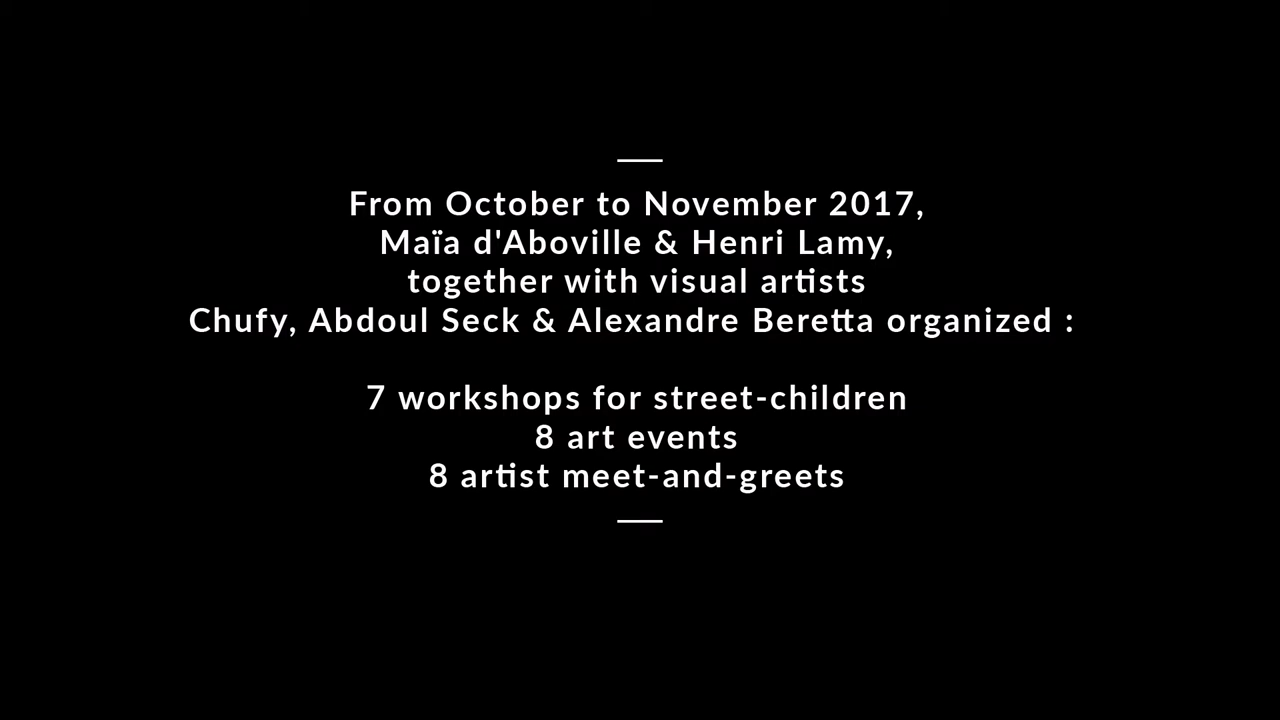 From October to November 2017,
Maïa d'Aboville & Henri Lamy,
together with visual artists
Chufy, Abdoul Seck & Alexandre Beretta organized :
7 workshops for street-children
8 art events
8 artist meet-and-greets